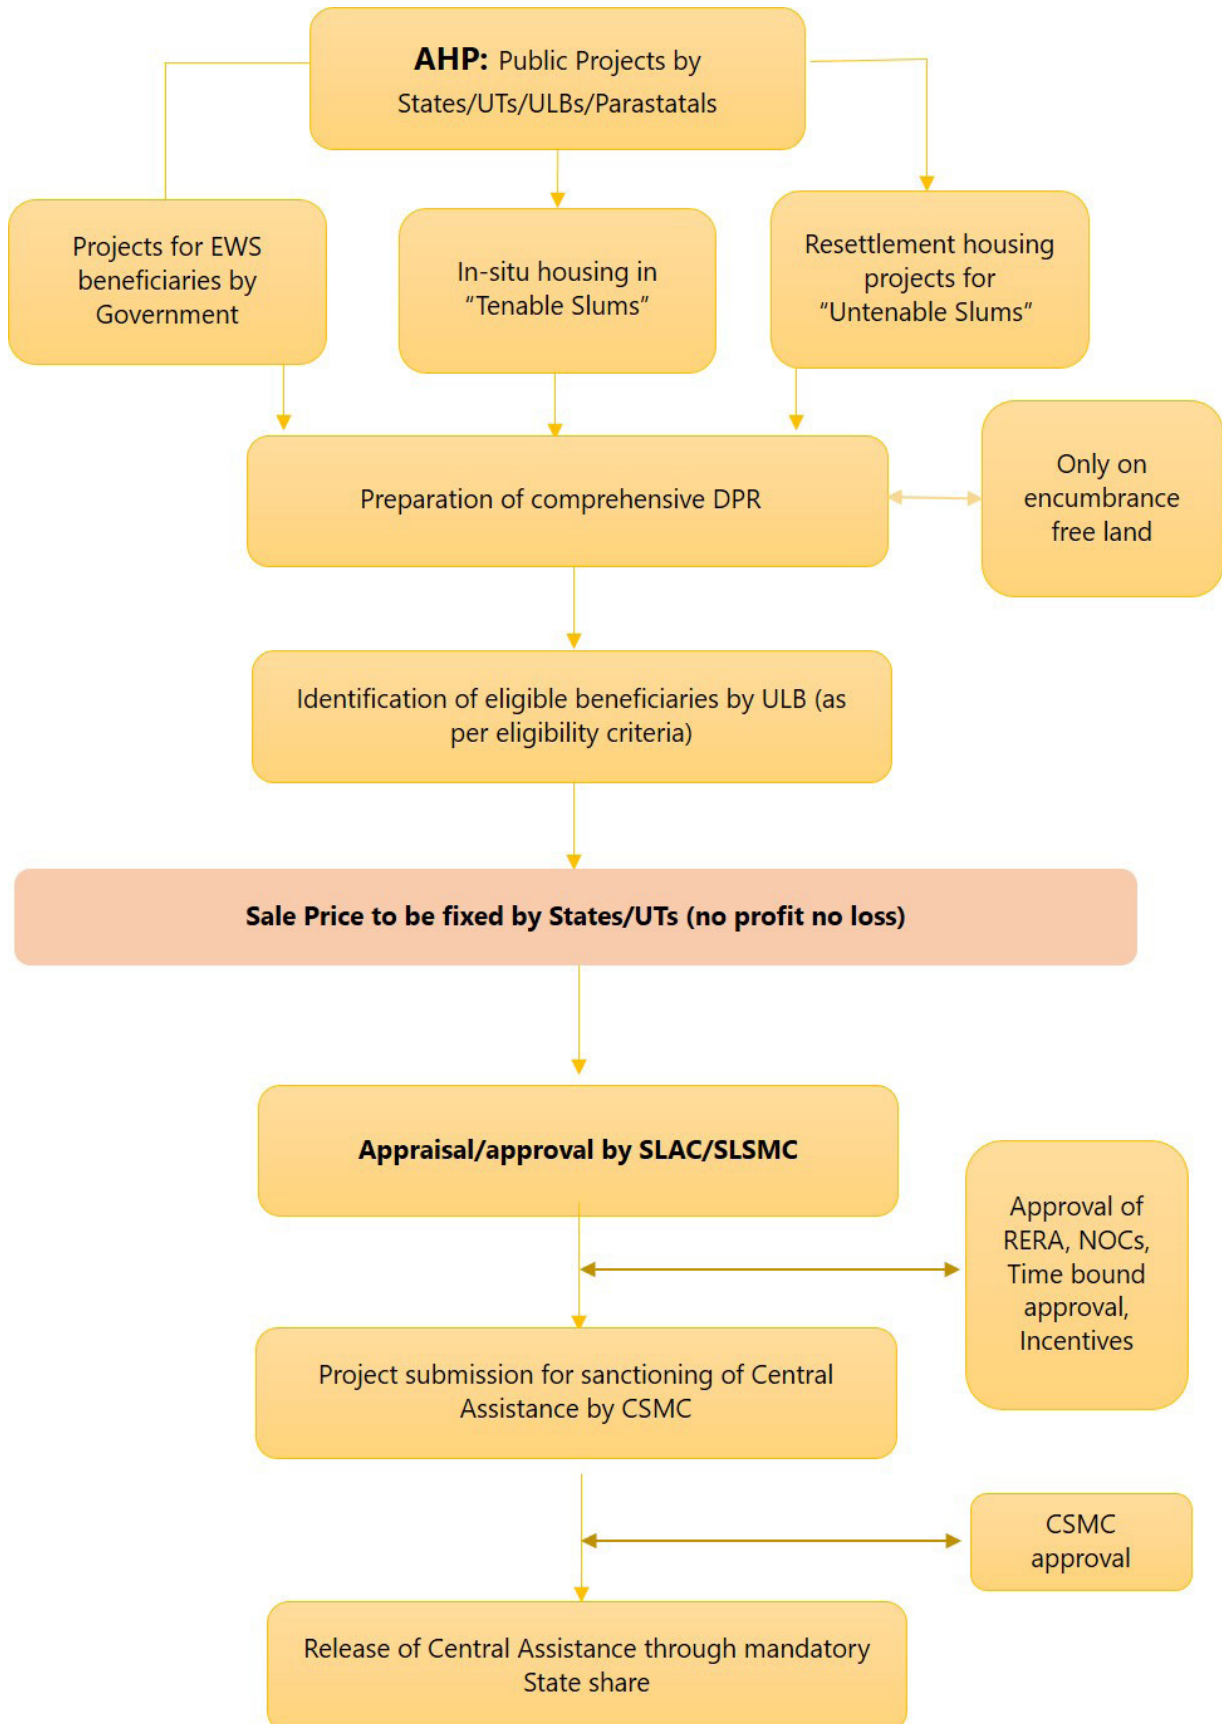 AHP: Public Projects by
States/UTs/ULBs/Parastatals
Projects for EWS
beneficiaries by
Government
In-situ housing in
“Tenable Slums”
Resettlement housing
projects for
“Untenable Slums”
Preparation of comprehensive DPR
Only on
encumbrance
free land
Identification of eligible beneficiaries by ULB (as
per eligibility criteria)
Sale Price to be fixed by States/UTs (no profit no loss)
Appraisal/approval by SLAC/SLSMC
Approval of
RERA, NOCs,
Time bound
approval,
Incentives
Project submission for sanctioning of Central
Assistance by CSMC
CSMC
approval
Release of Central Assistance through mandatory
State share